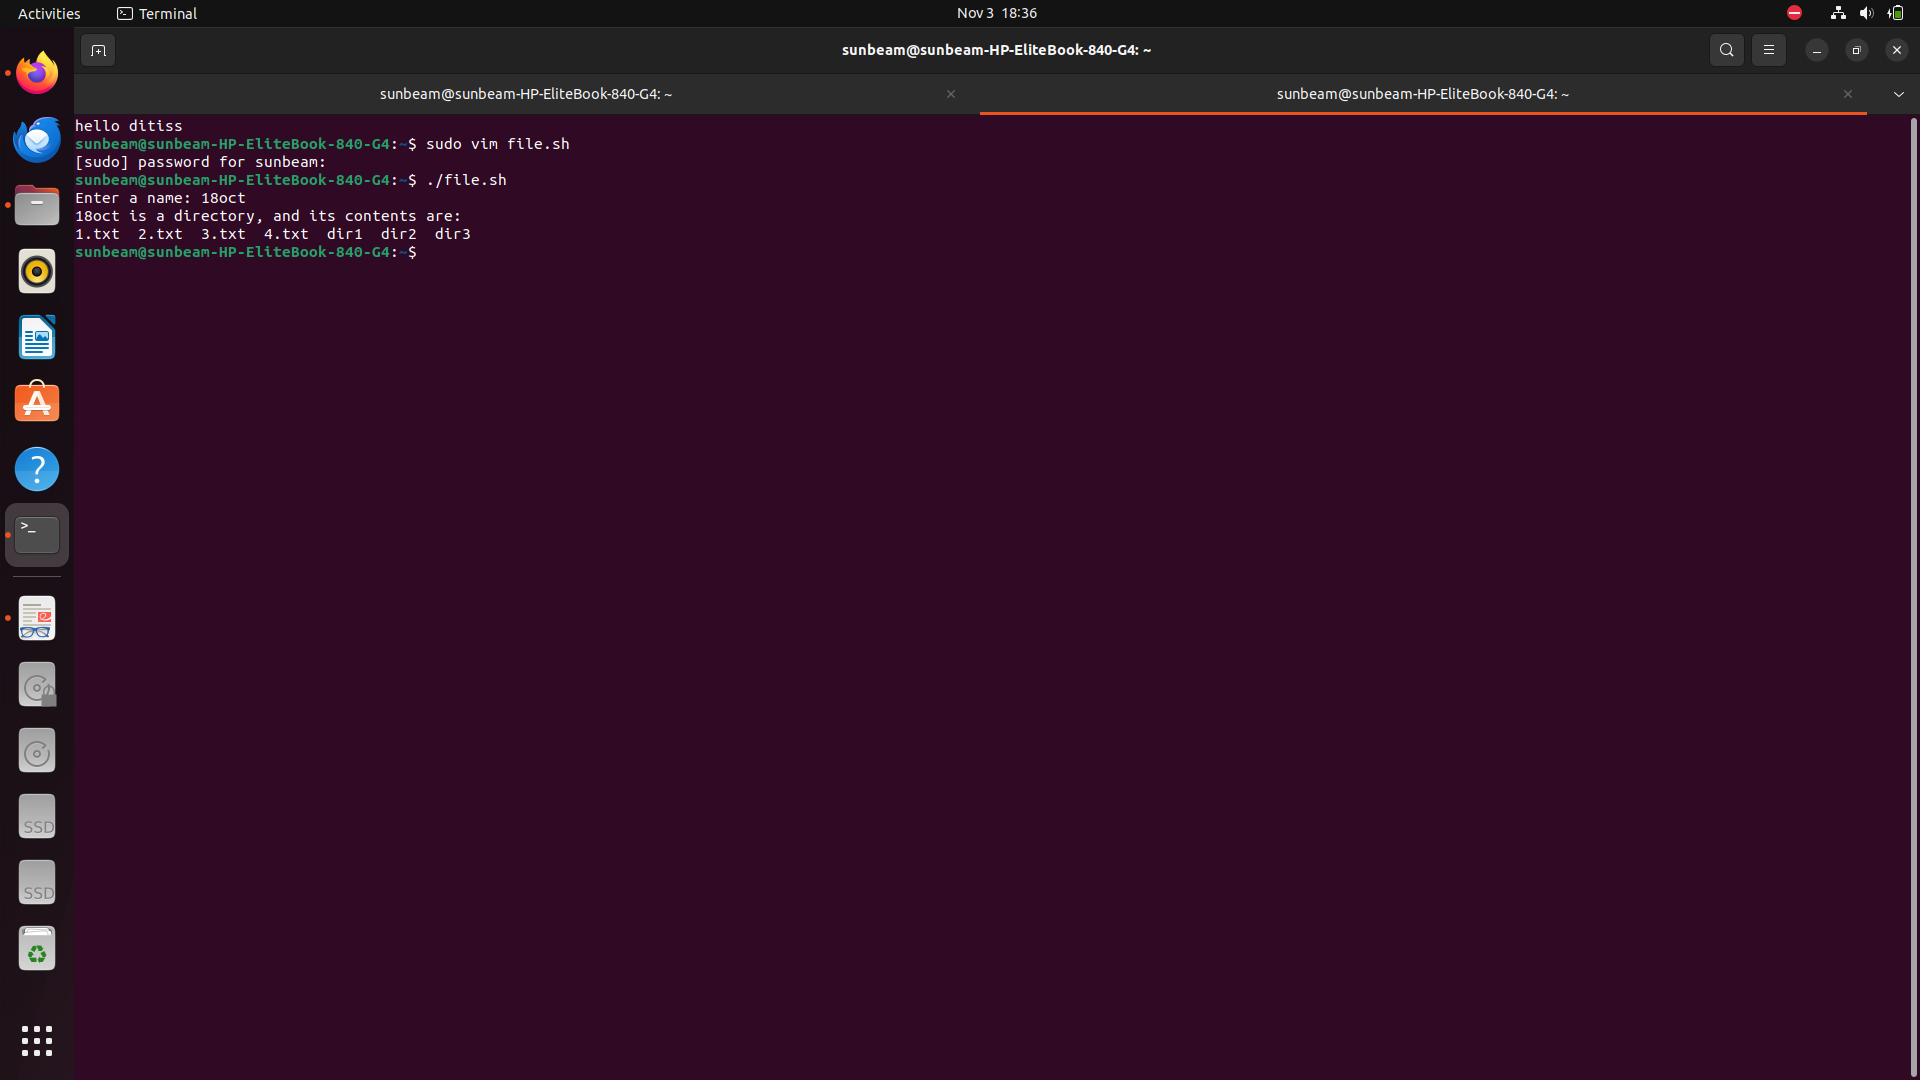 Activities
Terminal
Nov 3 18:36
sunbeam@sunbeam-HP-EliteBook-840-G4: ~
sunbeam@sunbeam-HP-EliteBook-840-G4: ~
sunbeam@sunbeam-HP-EliteBook-840-G4: ~
hello ditiss
sunbeam@sunbeam-HP-EliteBook-840-G4:~$ sudo vim file.sh
[sudo] password for sunbeam:
sunbeam@sunbeam-HP-EliteBook-840-G4:~$ ./file.sh
Enter a name: 18oct
18oct is a directory, and its contents are:
1.txt  2.txt  3.txt  4.txt  dir1  dir2  dir3
sunbeam@sunbeam-HP-EliteBook-840-G4:~$
>_
SSD
SSD